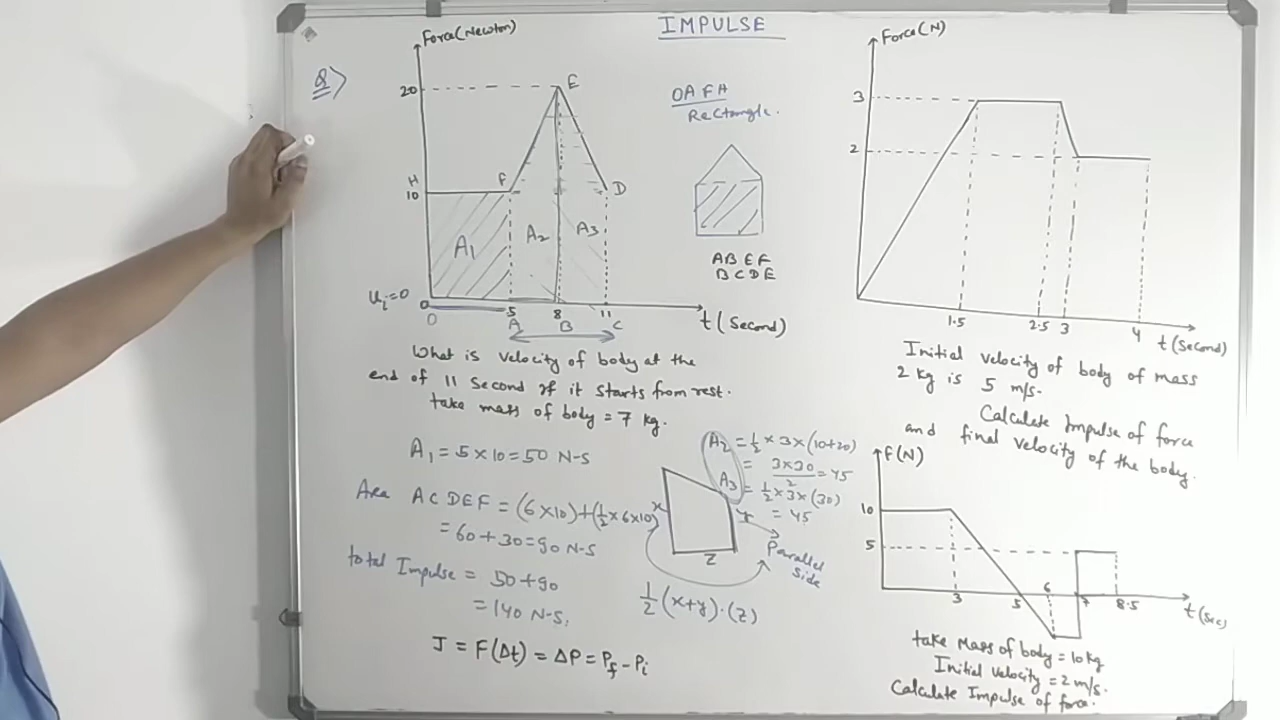 IMPULSE
Q>
Force (Newton)
20
E
H
10
F
D
A1
A2
A3
ui=0
0
5
8
11
O
A
B
C
t (Second)
OAFH
Rectangle.
ABEF
BCDE
What is velocity of body at the
end of 11 second if it starts from rest.
take mass of body = 7 kg.
A1 = 5×10 = 50 N-S
Area ACDEF = (6×10)+(1/2×6×10)
= 60+30=90 N-S
total Impulse = 50+90
= 140 N-S.
J = F(Δt) = ΔP = Pf - Pi
A2 = 1/2 × 3 × (10+20)
= 3×30/2 = 45
A3 = 1/2 × 3 × (30)
= 45
x
y
z
Parallel
side
1/2 (x+y)·(z)
Force (N)
3
2
1.5
2.5
3
4
t (Second)
Initial velocity of body of mass
2 kg is 5 m/s.
Calculate Impulse of force
and final velocity of the body.
F(N)
10
5
3
5
6
7
8.5
t (Sec)
take Mass of body = 10 kg
Initial velocity = 2 m/s.
Calculate Impulse of force.